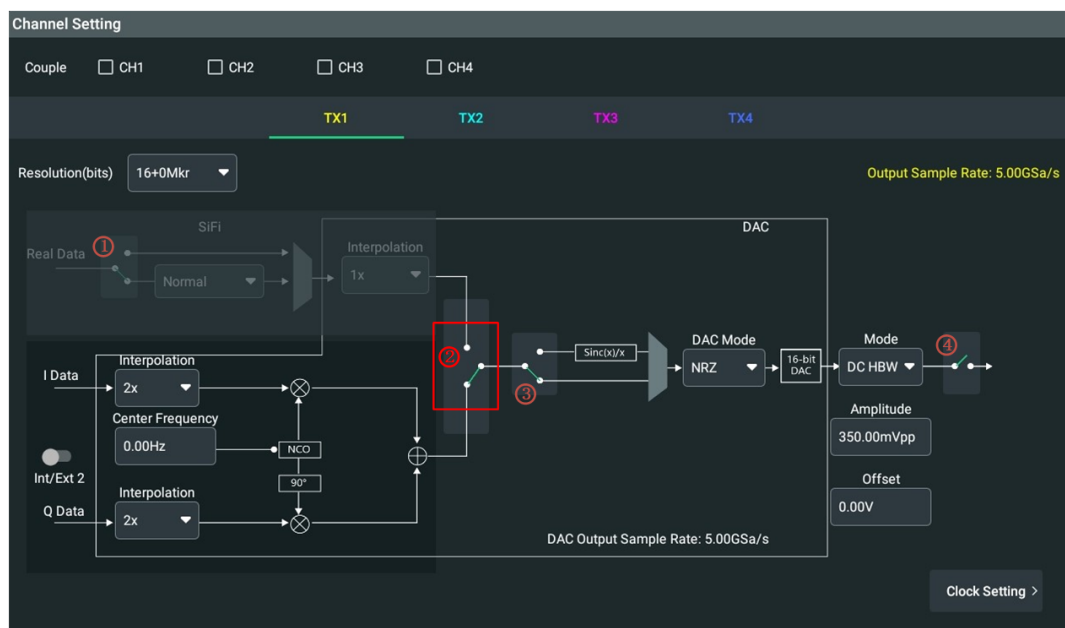 Channel Setting
Couple CH1 CH2 CH3 CH4
TX1 TX2 TX3 TX4
Resolution(bits) 16+0Mkr Output Sample Rate: 5.00GSa/s
SiFi DAC
Real Data ① Interpolation
Normal 1x
② Sinc(x)/x DAC Mode Mode ④
Interpolation NRZ 16-bit DAC DC HBW
I Data 2x ③
Center Frequency Amplitude
0.00Hz NCO 350.00mVpp
Int/Ext 2 90° Offset
Interpolation 0.00V
Q Data 2x
DAC Output Sample Rate: 5.00GSa/s
Clock Setting >